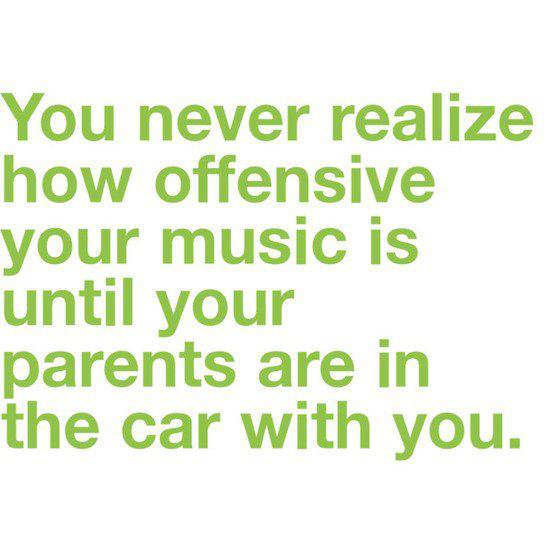 You never realize
how offensive
your music is
until your
parents are in
the car with you.